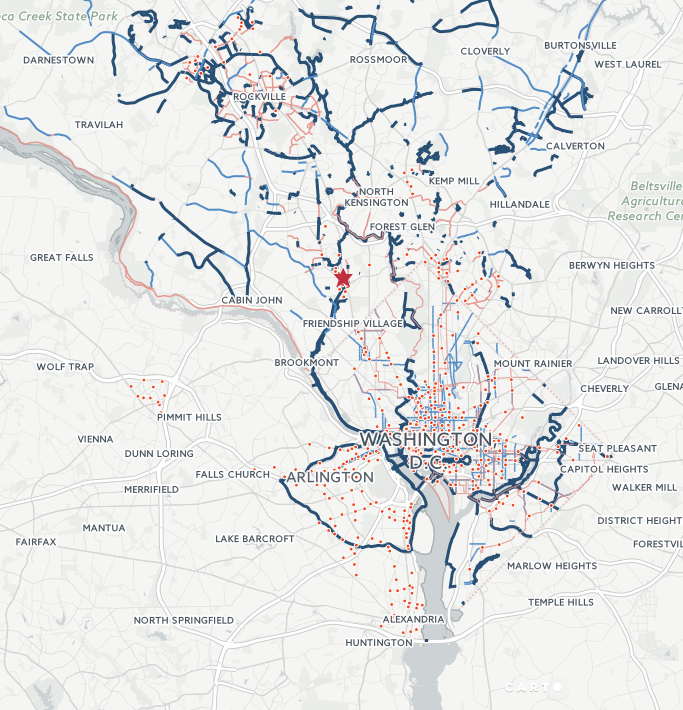 oca Creek State Park
DARNESTOWN
ROSSMOOR
CLOVERLY
BURTONSVILLE
WEST LAUREL
ROCKVILLE
TRAVILAH
CALVERTON
KEMP MILL
NORTH
KENSINGTON
HILLANDALE
Beltsville
Agricultura
Research Cen
FOREST GLEN
GREAT FALLS
BERWYN HEIGHTS
CABIN JOHN
NEW CARROLLT
FRIENDSHIP VILLAGE
BROOKMONT
MOUNT RAINIER
LANDOVER HILLS
WOLF TRAP
CHEVERLY
GLENA
PIMMIT HILLS
VIENNA
WASHINGTON,
D.C.
SEAT PLEASANT
DUNN LORING
CAPITOL HEIGHTS
FALLS CHURCH
ARLINGTON
MERRIFIELD
WALKER MILL
MANTUA
DISTRICT HEIGHT
FAIRFAX
LAKE BARCROFT
FORESTVIL
MARLOW HEIGHTS
TEMPLE HILLS
NORTH SPRINGFIELD
ALEXANDRIA
HUNTINGTON
CARTO